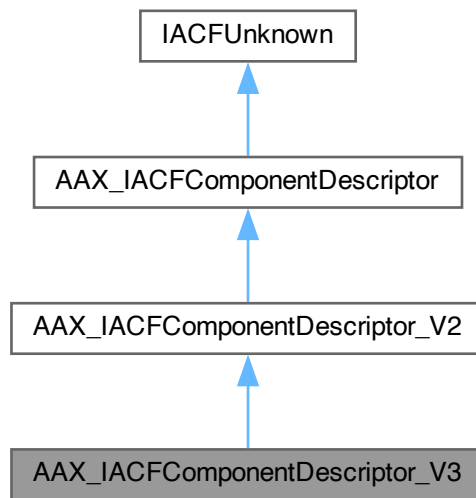 IACFUnknown
AAX_IACFComponentDescriptor
AAX_IACFComponentDescriptor_V2
AAX_IACFComponentDescriptor_V3